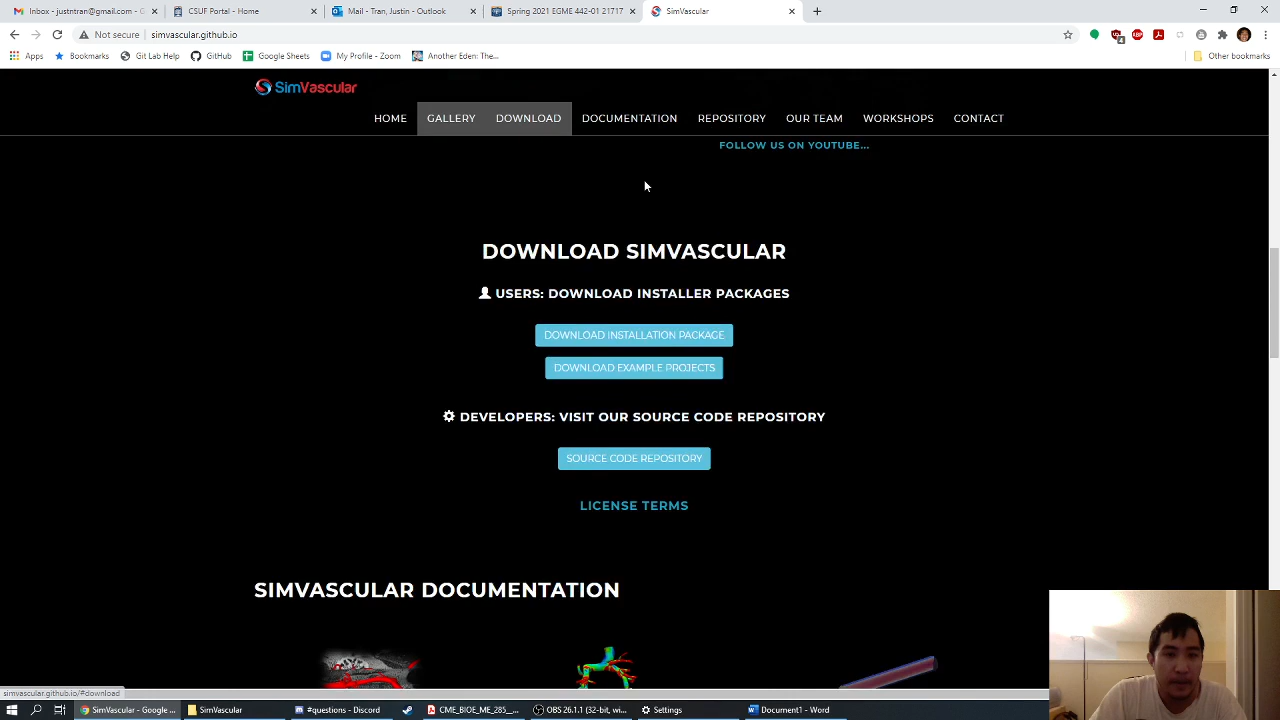 M Inbox - justntran@gmail.com -
CSUF Portal - Home
Mail - Tran, Justin - Outlook
Spring 2021 EGME 442-01 21717
SimVascular
Not secure | simvascular.github.io
Apps
Bookmarks
Git Lab Help
GitHub
Google Sheets
My Profile - Zoom
Another Eden: The...
Other bookmarks
SimVascular
HOME
GALLERY
DOWNLOAD
DOCUMENTATION
REPOSITORY
OUR TEAM
WORKSHOPS
CONTACT
FOLLOW US ON YOUTUBE...
DOWNLOAD SIMVASCULAR
USERS: DOWNLOAD INSTALLER PACKAGES
DOWNLOAD INSTALLATION PACKAGE
DOWNLOAD EXAMPLE PROJECTS
DEVELOPERS: VISIT OUR SOURCE CODE REPOSITORY
SOURCE CODE REPOSITORY
LICENSE TERMS
SIMVASCULAR DOCUMENTATION
simvascular.github.io/#download
SimVascular - Google ...
SimVascular
#questions - Discord
CME_BIOE_ME_285__...
OBS 26.1.1 (32-bit, wi...
Settings
Document1 - Word